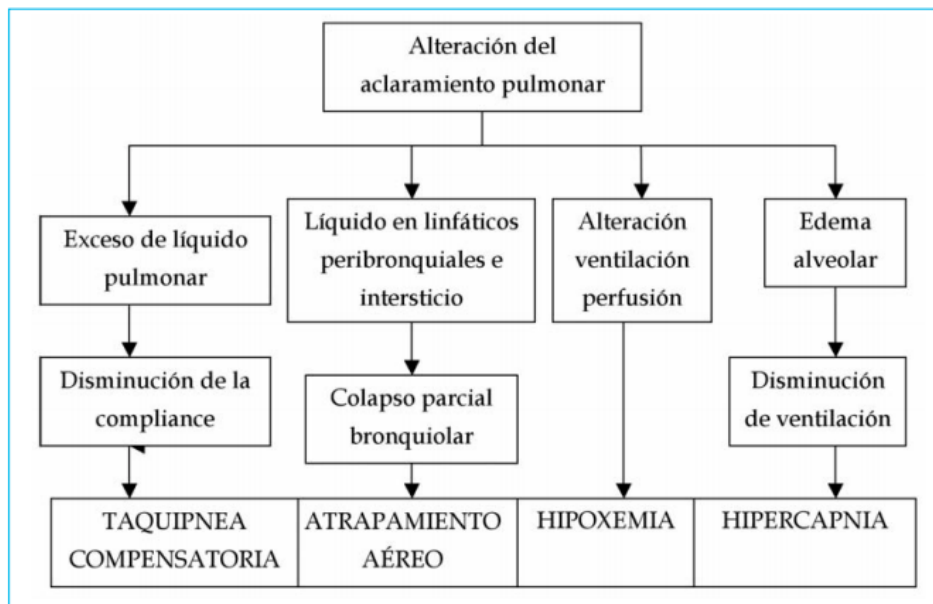 Alteración del
aclaramiento pulmonar
Exceso de líquido
pulmonar
Líquido en linfáticos
peribronquiales e
intersticio
Alteración
ventilación
perfusión
Edema
alveolar
Disminución de la
compliance
Colapso parcial
bronquiolar
Disminución
de ventilación
TAQUIPNEA
COMPENSATORIA
ATRAPAMIENTO
AÉREO
HIPOXEMIA
HIPERCAPNIA